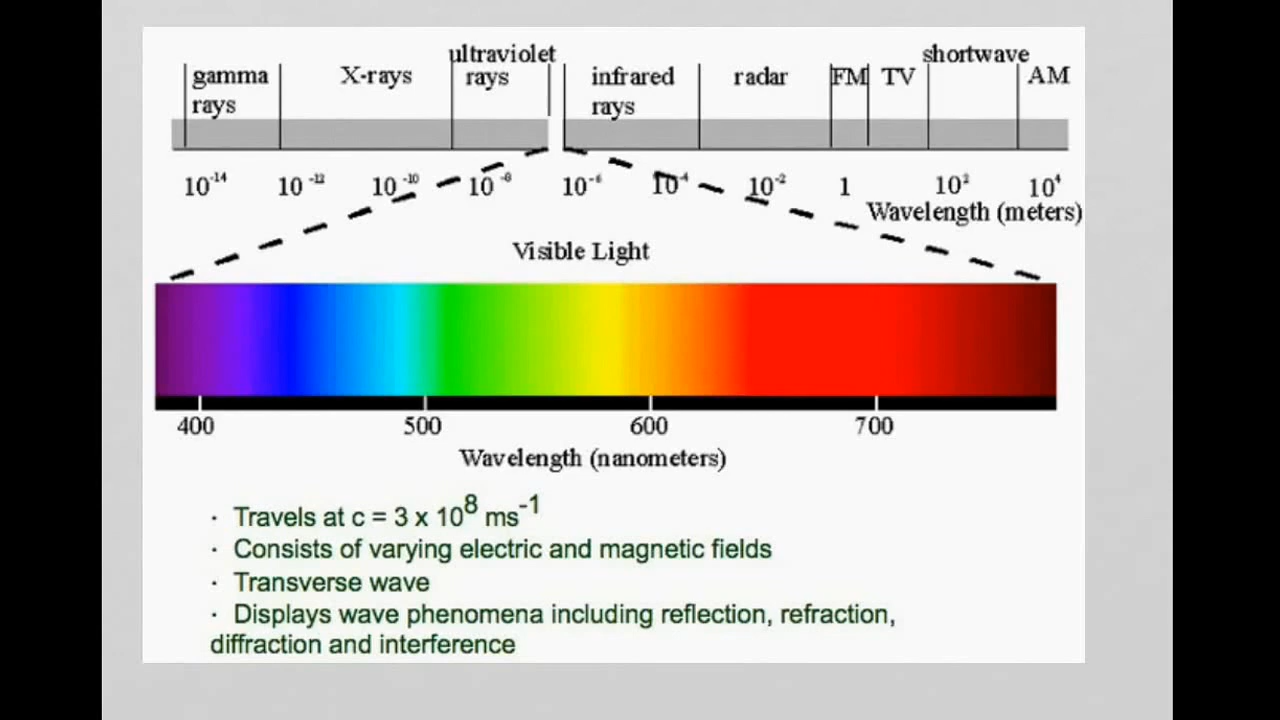 ultraviolet shortwave
gamma X-rays rays infrared radar FM TV AM
rays rays
10⁻¹⁴ 10⁻¹² 10⁻¹⁰ 10⁻⁸ 10⁻⁶ 10⁻⁴ 10⁻² 1 10² 10⁴
Wavelength (meters)
Visible Light
400 500 600 700
Wavelength (nanometers)
· Travels at c = 3 x 10⁸ ms⁻¹
· Consists of varying electric and magnetic fields
· Transverse wave
· Displays wave phenomena including reflection, refraction,
diffraction and interference